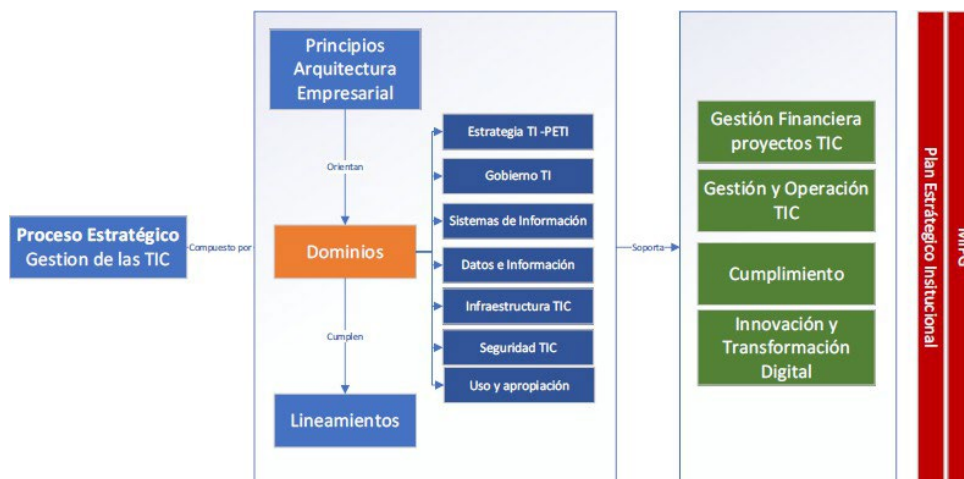 Proceso Estratégico
Gestion de las TIC
Compuesto por
Principios
Arquitectura
Empresarial
Orientan
Dominios
Cumplen
Lineamientos
Estrategia TI -PETI
Gobierno TI
Sistemas de Información
Datos e Información
Infraestructura TIC
Seguridad TIC
Uso y apropiación
Soporta
Gestión Financiera
proyectos TIC
Gestión y Operación
TIC
Cumplimiento
Innovación y
Transformación
Digital
Plan Estrátegico Insitucional
MIPG